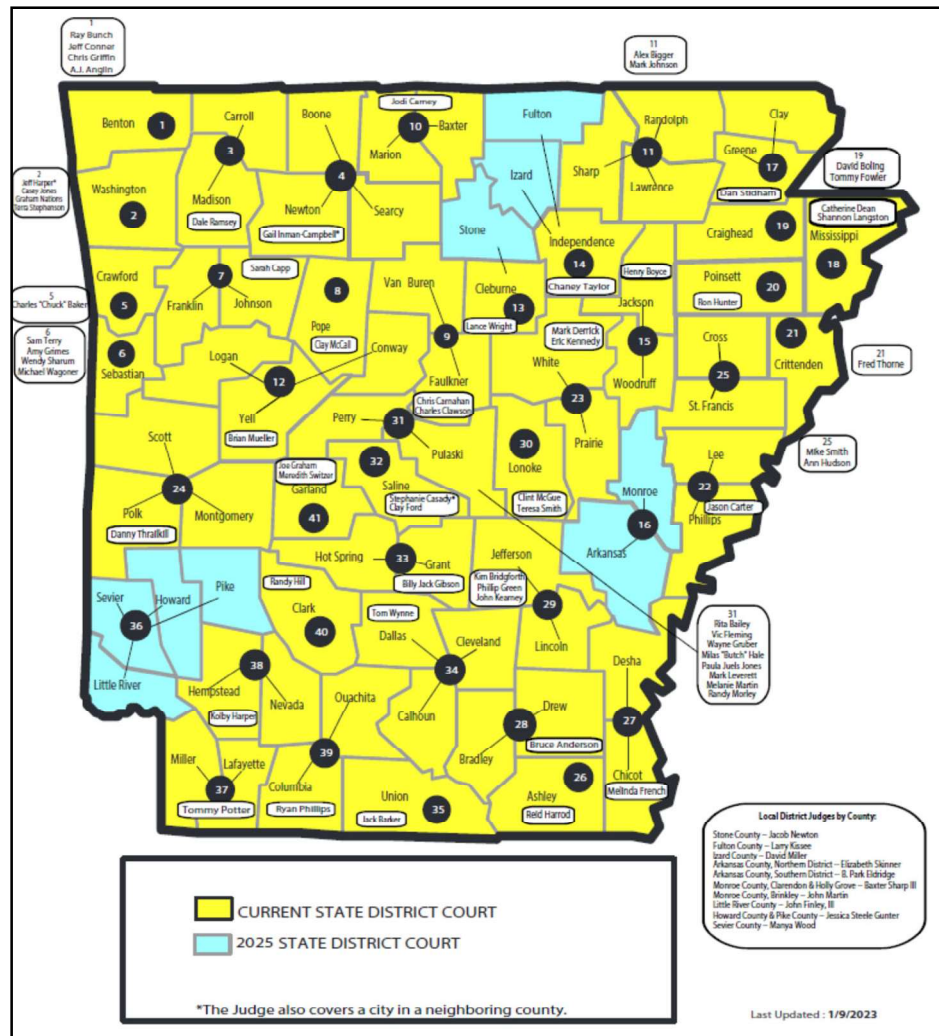 1
Ray Bunch
Jeff Conner
Chris Griffin
A.J. Anglin
11
Alex Bigger
Mark Johnson
Benton
1
Carroll
3
Madison
Dale Ramsey
Boone
4
Newton
Searcy
Gail Inman-Campbell*
Jodi Carney
10
Baxter
Marion
Fulton
Izard
Stone
Sharp
Randolph
11
Lawrence
Clay
Greene
17
Dan Stidham
19
David Boling
Tommy Fowler
2
Jeff Harper*
Casey Jones
Graham Nations
Terra Stephenson
Washington
2
Catherine Dean
Shannon Langston
Craighead
19
Mississippi
18
Independence
14
Chaney Taylor
Crawford
5
5
Charles "Chuck" Baker
7
Franklin
Johnson
Sarah Capp
8
Pope
Clay McCall
Van Buren
9
Faulkner
Chris Carnahan
Charles Clawson
Cleburne
13
Lance Wright
Henry Boyce
Jackson
15
Woodruff
Poinsett
20
Ron Hunter
21
Crittenden
21
Fred Thorne
6
Sam Terry
Amy Grimes
Wendy Sharum
Michael Wagoner
6
Sebastian
Logan
Conway
12
Yell
Brian Mueller
Mark Derrick
Eric Kennedy
White
23
Prairie
Cross
25
St. Francis
25
Mike Smith
Ann Hudson
Scott
24
Polk
Montgomery
Danny Thrailkill
Perry
31
Pulaski
32
Saline
Stephanie Casady*
Clay Ford
Joe Graham
Meredith Switzer
Garland
41
30
Lonoke
Clint McGue
Teresa Smith
Monroe
16
Arkansas
Lee
22
Jason Carter
Phillips
Hot Spring
33
Grant
Billy Jack Gibson
Jefferson
Kim Bridgforth
Phillip Green
John Kearney
29
Lincoln
Sevier
Howard
Pike
36
Little River
Randy Hill
Clark
40
Tom Wynne
Dallas
Cleveland
34
Calhoun
31
Rita Bailey
Vic Fleming
Wayne Gruber
Milas "Butch" Hale
Paula Juels Jones
Mark Leverett
Melanie Martin
Randy Morley
38
Hempstead
Nevada
Kolby Harper
Ouachita
39
Columbia
Ryan Phillips
Drew
28
Bradley
Bruce Anderson
Desha
27
Chicot
Melinda French
Miller
Lafayette
37
Tommy Potter
Union
35
Jack Barker
26
Ashley
Reid Harrod
Local District Judges by County:
Stone County – Jacob Newton
Fulton County – Larry Kissee
Izard County – David Miller
Arkansas County, Northern District – Elizabeth Skinner
Arkansas County, Southern District – B. Park Eldridge
Monroe County, Clarendon & Holly Grove – Baxter Sharp III
Monroe County, Brinkley – John Martin
Little River County – John Finley, III
Howard County & Pike County – Jessica Steele Gunter
Sevier County – Manya Wood
CURRENT STATE DISTRICT COURT
2025 STATE DISTRICT COURT
*The Judge also covers a city in a neighboring county.
Last Updated : 1/9/2023